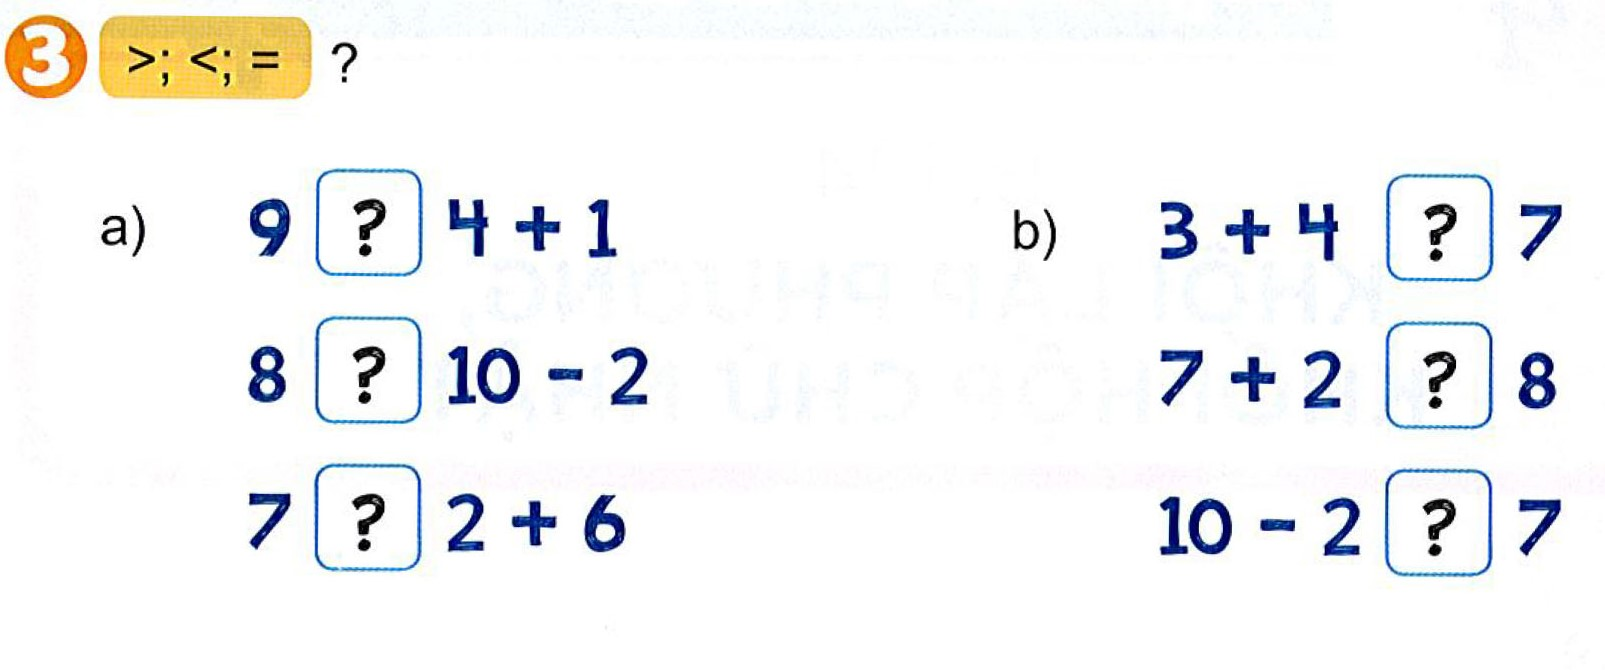 3 >; <; = ?
a) 9 ? 4 + 1
8 ? 10 - 2
7 ? 2 + 6
b) 3 + 4 ? 7
7 + 2 ? 8
10 - 2 ? 7